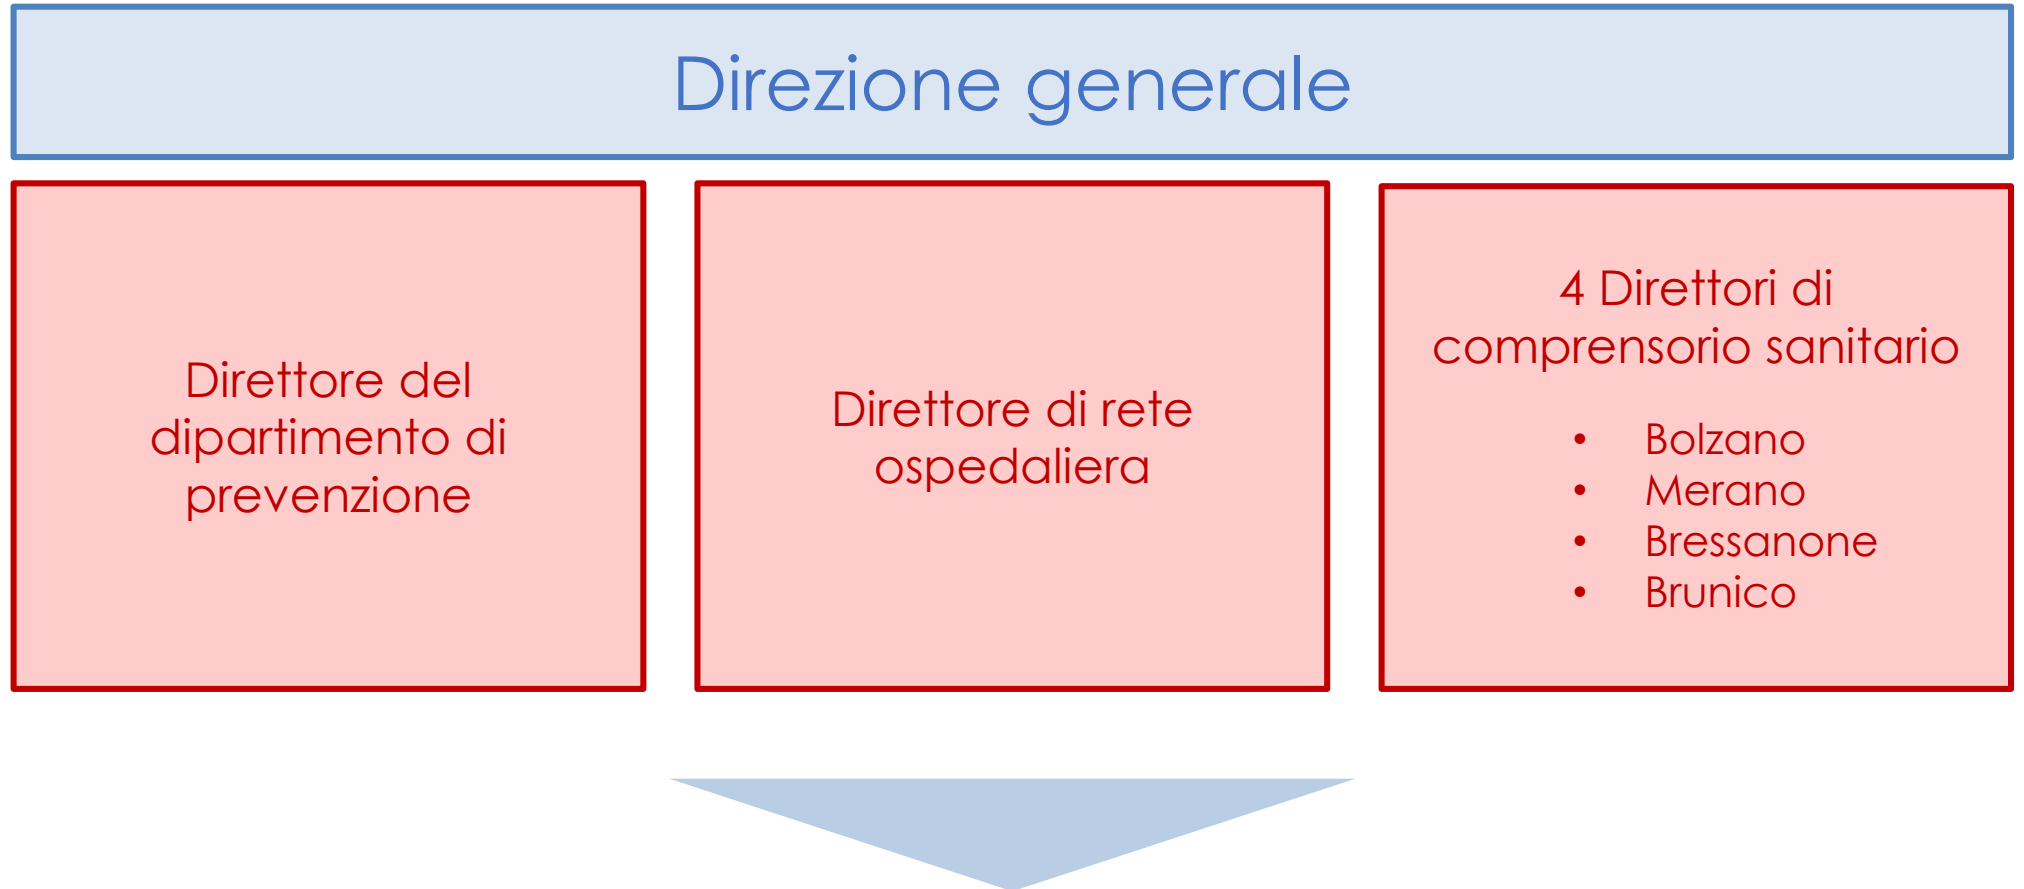 Direzione generale
Direttore del
dipartimento di
prevenzione
Direttore di rete
ospedaliera
4 Direttori di
comprensorio sanitario
• Bolzano
• Merano
• Bressanone
• Brunico